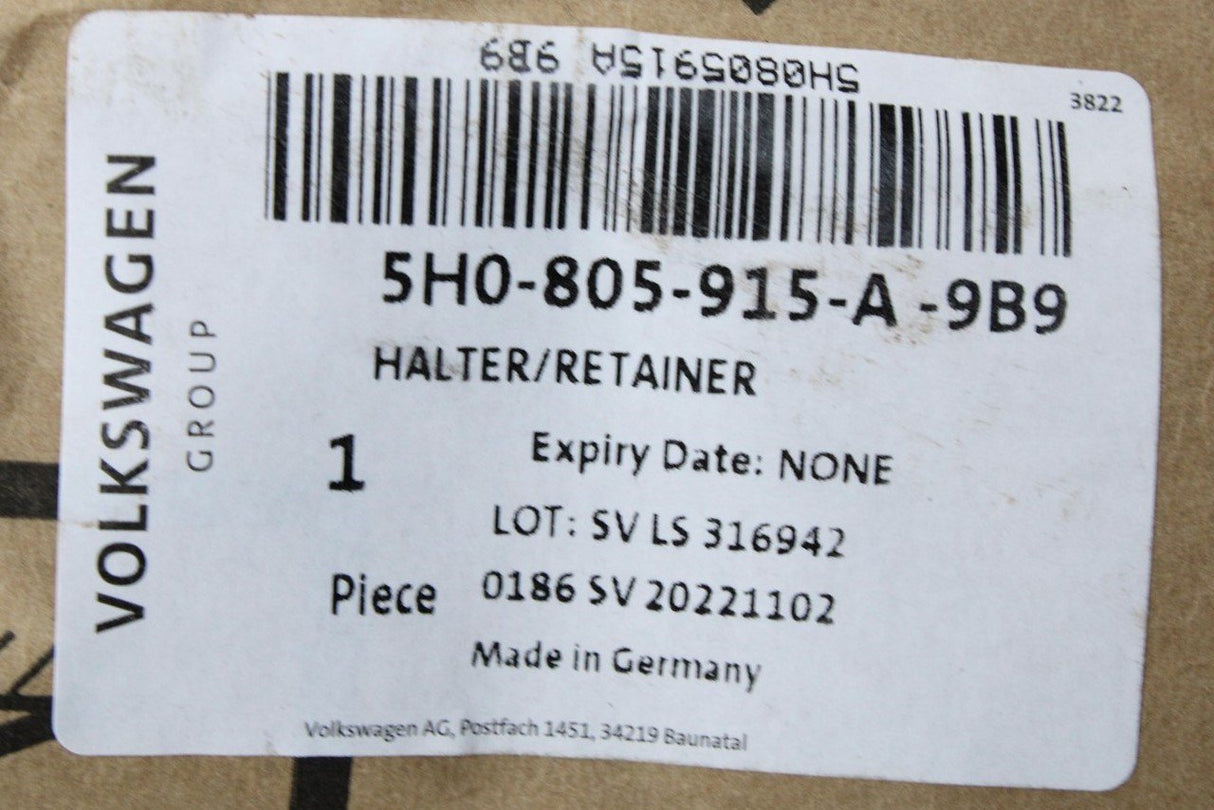 5H0805915A 9B9
3822
5H0-805-915-A -9B9
HALTER/RETAINER
1
Expiry Date: NONE
LOT: SV LS 316942
Piece
0186 SV 20221102
Made in Germany
Volkswagen AG, Postfach 1451, 34219 Baunatal
VOLKSWAGEN
GROUP